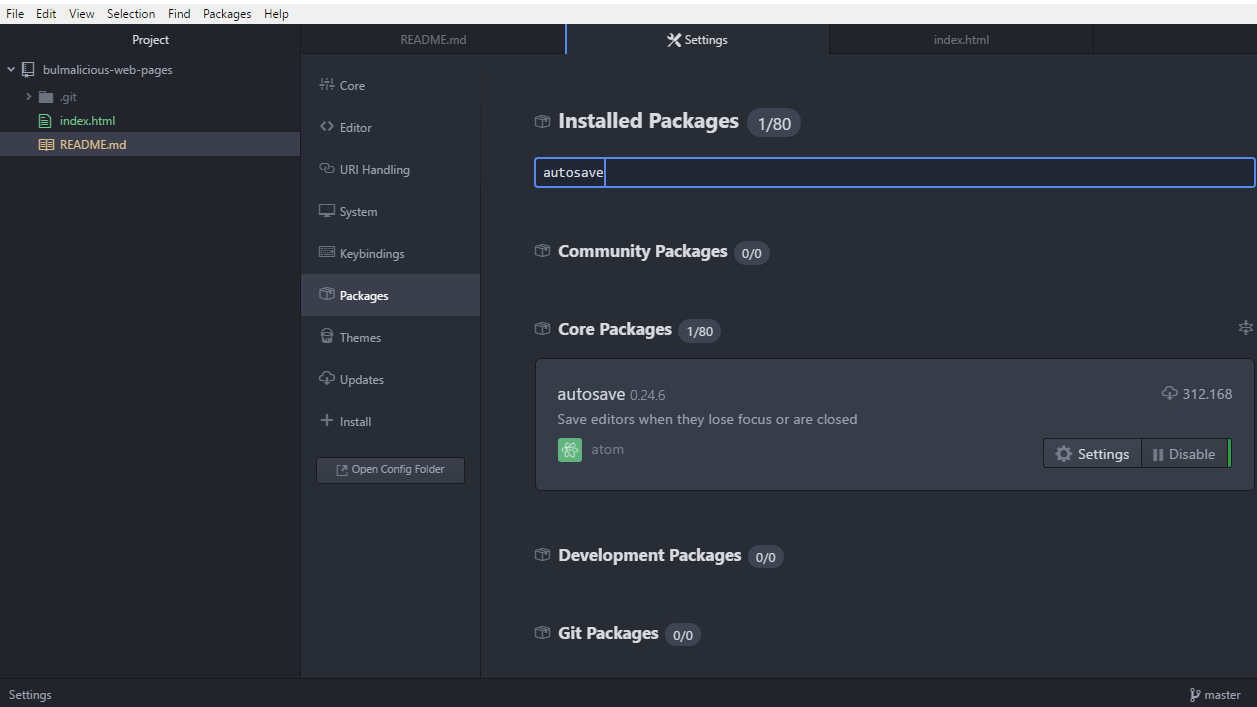 File Edit View Selection Find Packages Help
Project
bulmalicious-web-pages
.git
index.html
README.md
README.md Settings index.html
Core
Editor
URI Handling
System
Keybindings
Packages
Themes
Updates
Install
Open Config Folder
Installed Packages 1/80
autosave
Community Packages 0/0
Core Packages 1/80
autosave 0.24.6 312.168
Save editors when they lose focus or are closed
atom Settings Disable
Development Packages 0/0
Git Packages 0/0
Settings master